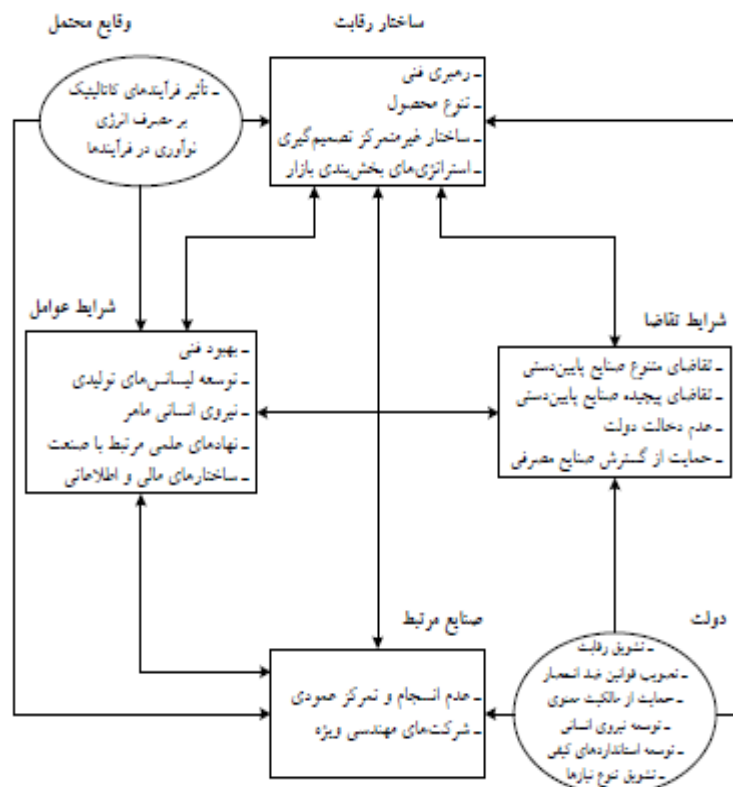 وقایع محتمل
ساختار رقابت
ـ تأثیر فرآیندهای کاتالیتیک
بر مصرف انرژی
نوآوری در فرآیندها
ـ رهبری فنی
ـ تنوع محصول
ـ ساختار غیرمتمرکز تصمیم‌گیری
ـ استراتژی‌های بخش‌بندی بازار
شرایط تقاضا
شرایط عوامل
ـ تقاضای متنوع صنایع پایین‌دستی
ـ تقاضای پیچیده صنایع پایین‌دستی
ـ عدم دخالت دولت
ـ حمایت از گسترش صنایع مصرفی
ـ بهبود فنی
ـ توسعه لیسانس‌های تولیدی
ـ نیروی انسانی ماهر
ـ نهادهای علمی مرتبط با صنعت
ـ ساختارهای مالی و اطلاعاتی
دولت
صنایع مرتبط
ـ تشویق رقابت
ـ تصویب قوانین ضد انحصار
ـ حمایت از مالکیت معنوی
ـ توسعه نیروی انسانی
ـ توسعه استانداردهای کیفی
ـ تشویق تنوع نیازها
ـ عدم انسجام و تمرکز عمودی
ـ شرکت‌های مهندسی ویژه